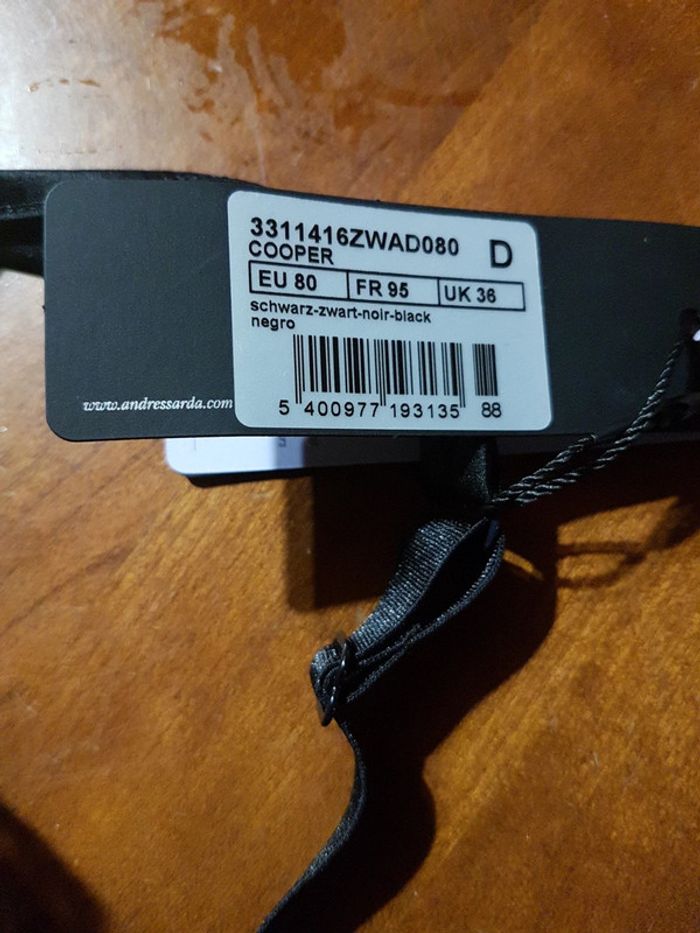 3311416ZWAD080 D
COOPER
EU 80 FR 95 UK 36
schwarz-zwart-noir-black
negro
www.andressarda.com
5 400977 193135 88